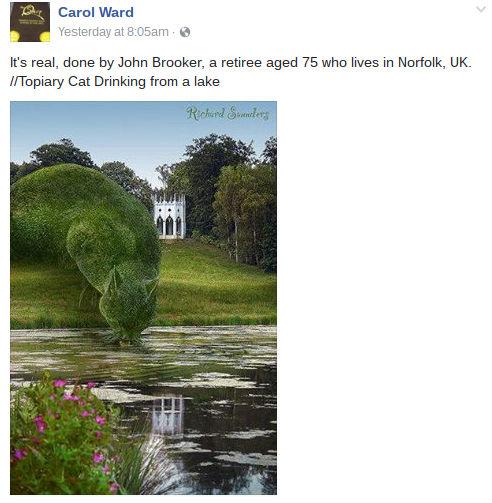 Carol Ward
Yesterday at 8:05am ·
It's real, done by John Brooker, a retiree aged 75 who lives in Norfolk, UK.
//Topiary Cat Drinking from a lake
Richard Saunders